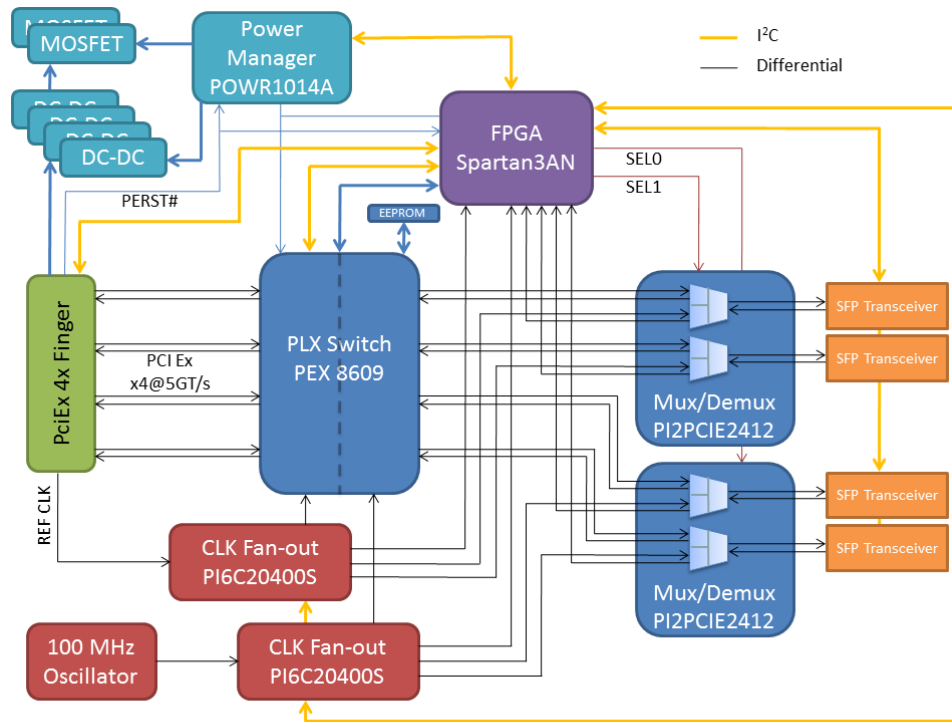 MOSFET
MOSFET
Power
Manager
POWR1014A
I²C
Differential
DC-DC
DC-DC
DC-DC
DC-DC
FPGA
Spartan3AN
SEL0
SEL1
PERST#
EEPROM
PciEx 4x Finger
PLX Switch
PEX 8609
PCI Ex
x4@5GT/s
SFP Transceiver
SFP Transceiver
Mux/Demux
PI2PCIE2412
SFP Transceiver
SFP Transceiver
Mux/Demux
PI2PCIE2412
REF CLK
CLK Fan-out
PI6C20400S
100 MHz
Oscillator
CLK Fan-out
PI6C20400S